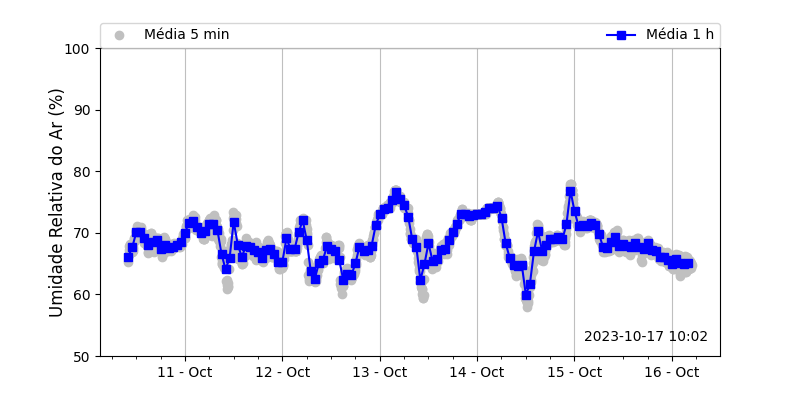 Média 5 min
Média 1 h
Umidade Relativa do Ar (%)
100
90
80
70
60
50
2023-10-17 10:02
11 - Oct
12 - Oct
13 - Oct
14 - Oct
15 - Oct
16 - Oct